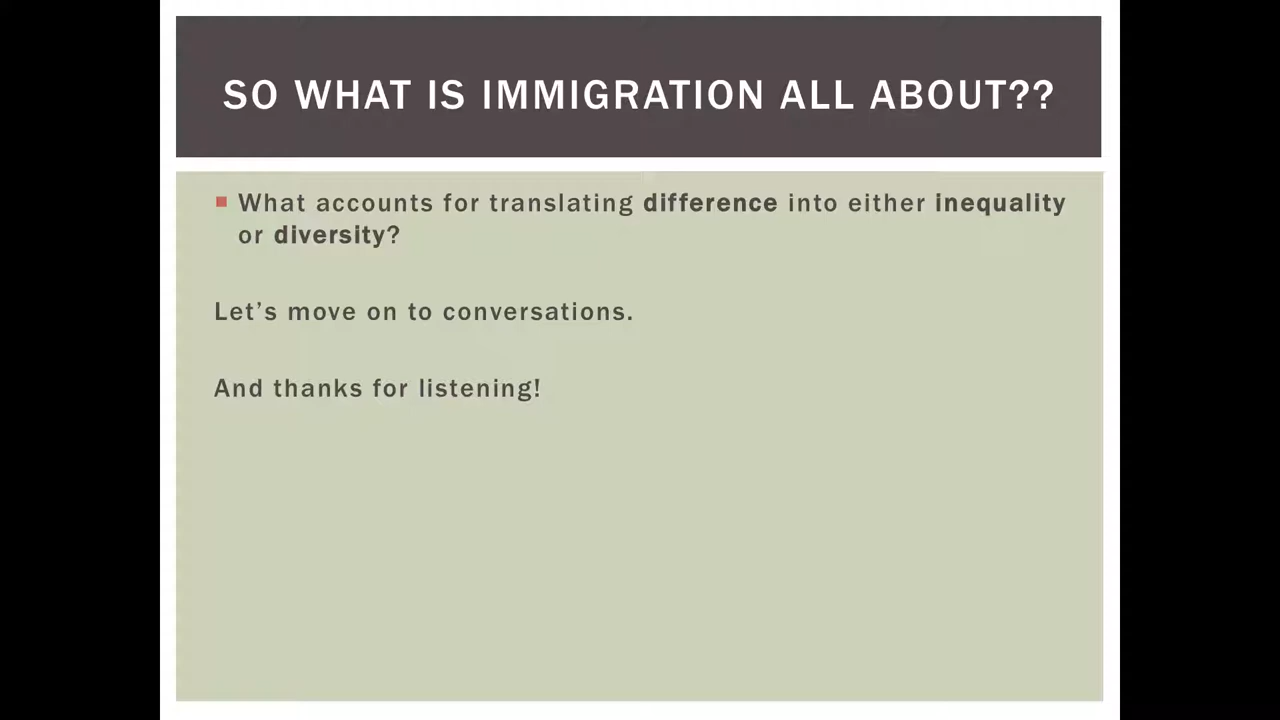 SO WHAT IS IMMIGRATION ALL ABOUT??
What accounts for translating difference into either inequality
or diversity?
Let’s move on to conversations.
And thanks for listening!